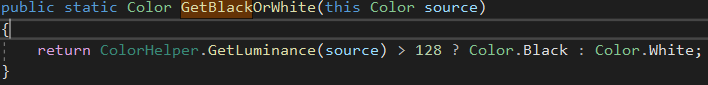 public static Color GetBlackOrWhite(this Color source)
{
    return ColorHelper.GetLuminance(source) > 128 ? Color.Black : Color.White;
}